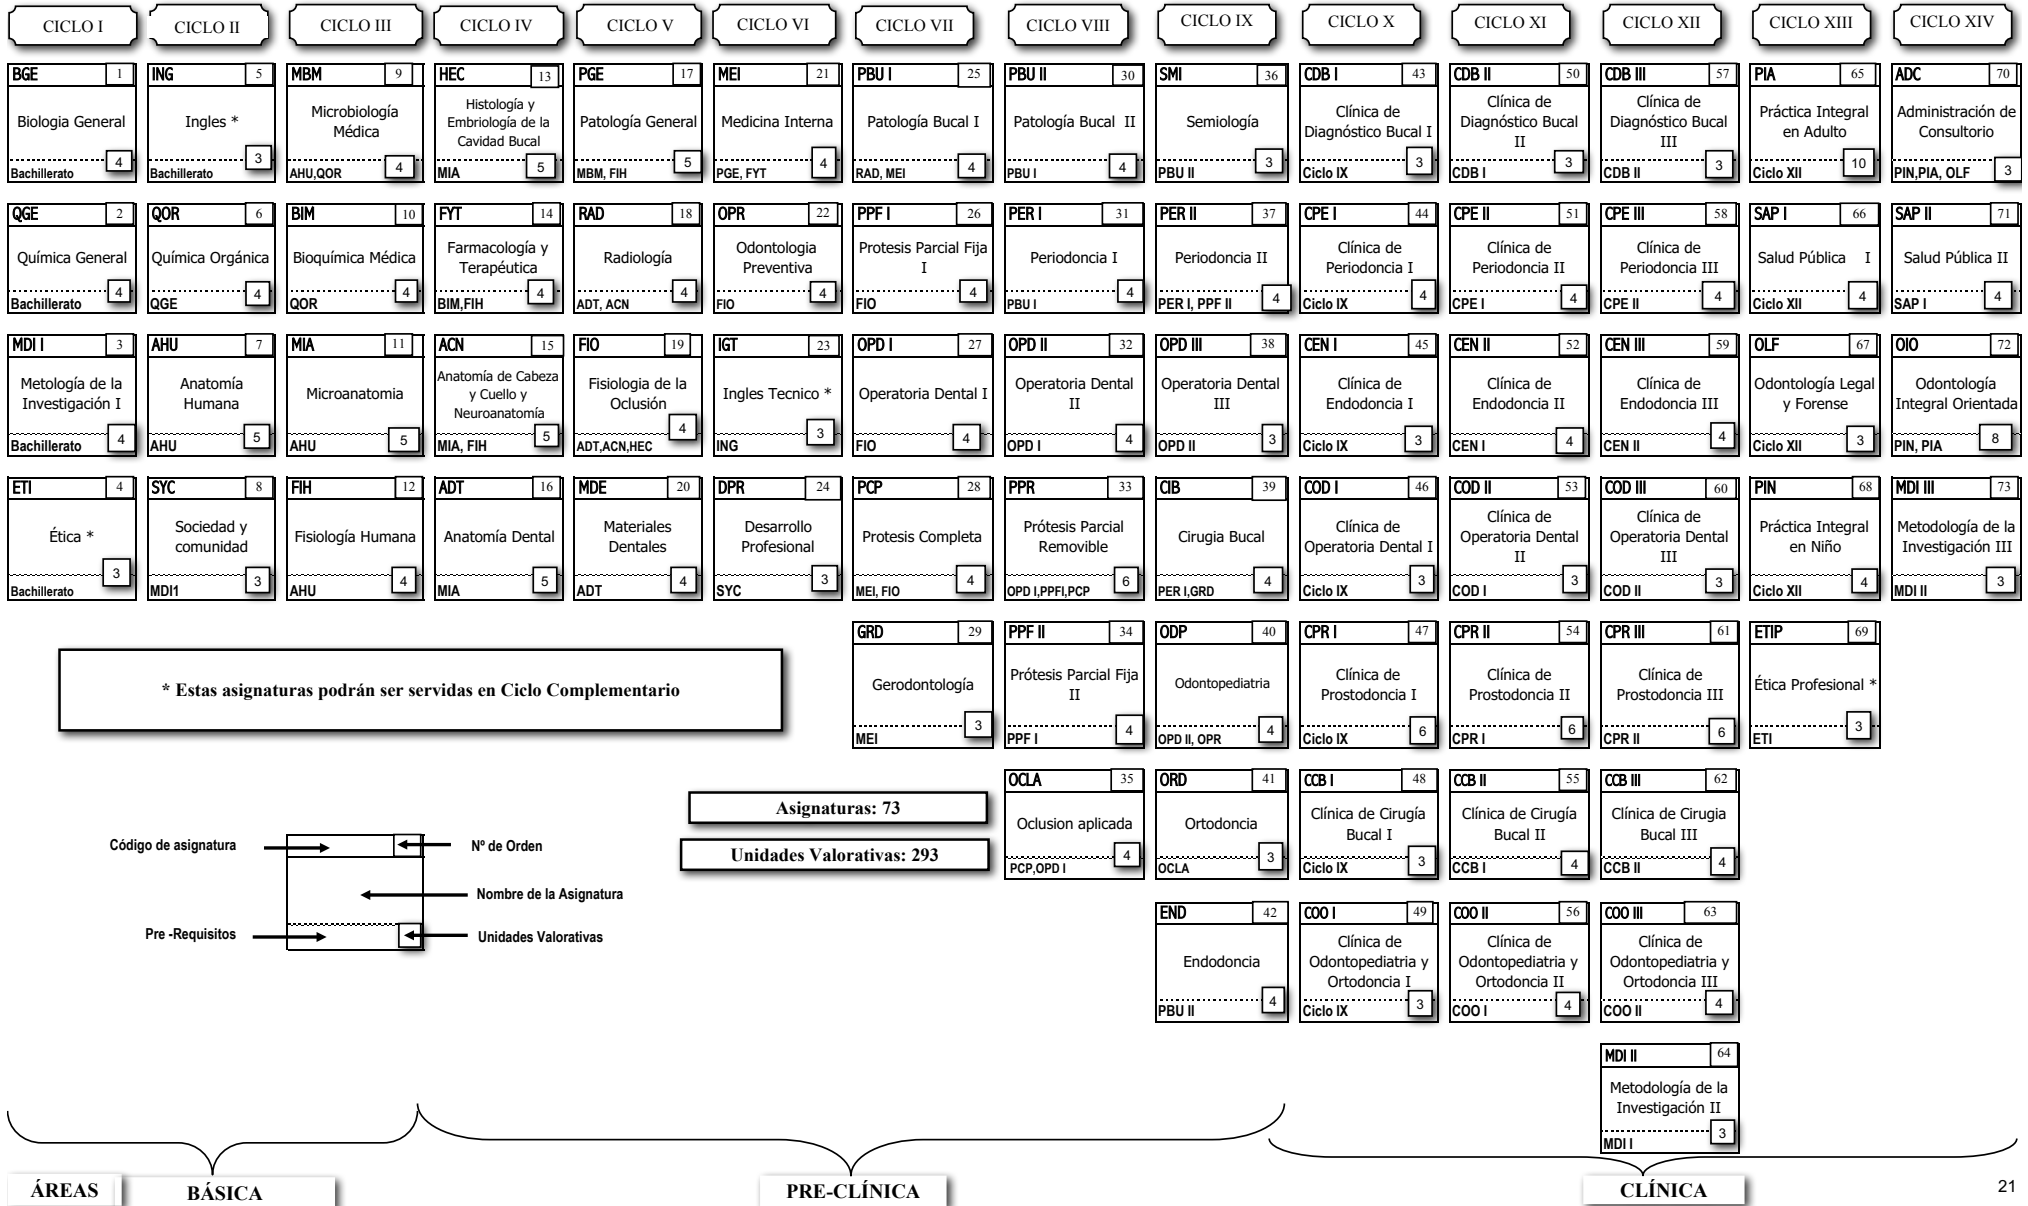 CICLO I
CICLO II
CICLO III
CICLO IV
CICLO V
CICLO VI
CICLO VII
CICLO VIII
CICLO IX
CICLO X
CICLO XI
CICLO XII
CICLO XIII
CICLO XIV
BGE 1
Biologia General
4
Bachillerato
ING 5
Ingles *
3
Bachillerato
MBM 9
Microbiología
Médica
4
AHU,QOR
HEC 13
Histología y
Embriología de la
Cavidad Bucal
5
MIA
PGE 17
Patología General
5
MBM, FIH
MEI 21
Medicina Interna
4
PGE, FYT
PBU I 25
Patología Bucal I
4
RAD, MEI
PBU II 30
Patología Bucal II
4
PBU I
SMI 36
Semiología
3
PBU II
CDB I 43
Clínica de
Diagnóstico Bucal I
3
Ciclo IX
CDB II 50
Clínica de
Diagnóstico Bucal
II
3
CDB I
CDB III 57
Clínica de
Diagnóstico Bucal
III
3
CDB II
PIA 65
Práctica Integral
en Adulto
10
Ciclo XII
ADC 70
Administración de
Consultorio
3
PIN,PIA, OLF
QGE 2
Química General
4
Bachillerato
QOR 6
Química Orgánica
4
QGE
BIM 10
Bioquímica Médica
4
QOR
FYT 14
Farmacología y
Terapéutica
4
BIM,FIH
RAD 18
Radiología
4
ADT, ACN
OPR 22
Odontologia
Preventiva
4
FIO
PPF I 26
Protesis Parcial Fija
I
4
FIO
PER I 31
Periodoncia I
4
PBU I
PER II 37
Periodoncia II
4
PER I, PPF II
CPE I 44
Clínica de
Periodoncia I
4
Ciclo IX
CPE II 51
Clínica de
Periodoncia II
4
CPE I
CPE III 58
Clínica de
Periodoncia III
4
CPE II
SAP I 66
Salud Pública I
4
Ciclo XII
SAP II 71
Salud Pública II
4
SAP I
MDI I 3
Metología de la
Investigación I
4
Bachillerato
AHU 7
Anatomía
Humana
5
AHU
MIA 11
Microanatomia
5
AHU
ACN 15
Anatomía de Cabeza
y Cuello y
Neuroanatomía
5
MIA, FIH
FIO 19
Fisiologia de la
Oclusión
4
ADT,ACN,HEC
IGT 23
Ingles Tecnico *
3
ING
OPD I 27
Operatoria Dental I
4
FIO
OPD II 32
Operatoria Dental
II
4
OPD I
OPD III 38
Operatoria Dental
III
3
OPD II
CEN I 45
Clínica de
Endodoncia I
3
Ciclo IX
CEN II 52
Clínica de
Endodoncia II
4
CEN I
CEN III 59
Clínica de
Endodoncia III
4
CEN II
OLF 67
Odontología Legal
y Forense
3
Ciclo XII
OIO 72
Odontología
Integral Orientada
8
PIN, PIA
ETI 4
Ética *
3
Bachillerato
SYC 8
Sociedad y
comunidad
3
MDI1
FIH 12
Fisiología Humana
4
AHU
ADT 16
Anatomía Dental
5
MIA
MDE 20
Materiales
Dentales
4
ADT
DPR 24
Desarrollo
Profesional
3
SYC
PCP 28
Protesis Completa
4
MEI, FIO
PPR 33
Prótesis Parcial
Removible
6
OPD I,PPFI,PCP
CIB 39
Cirugia Bucal
4
PER I,GRD
COD I 46
Clínica de
Operatoria Dental I
3
Ciclo IX
COD II 53
Clínica de
Operatoria Dental
II
3
COD I
COD III 60
Clínica de
Operatoria Dental
III
3
COD II
PIN 68
Práctica Integral
en Niño
4
Ciclo XII
MDI III 73
Metodología de la
Investigación III
3
MDI II
* Estas asignaturas podrán ser servidas en Ciclo Complementario
GRD 29
Gerodontología
3
MEI
PPF II 34
Prótesis Parcial Fija
II
4
PPF I
ODP 40
Odontopediatria
4
OPD II, OPR
CPR I 47
Clínica de
Prostodoncia I
6
Ciclo IX
CPR II 54
Clínica de
Prostodoncia II
6
CPR I
CPR III 61
Clínica de
Prostodoncia III
6
CPR II
ETIP 69
Ética Profesional *
3
ETI
Asignaturas: 73
Unidades Valorativas: 293
OCLA 35
Oclusion aplicada
4
PCP,OPD I
ORD 41
Ortodoncia
3
OCLA
CCB I 48
Clínica de Cirugía
Bucal I
3
Ciclo IX
CCB II 55
Clínica de Cirugía
Bucal II
4
CCB I
CCB III 62
Clínica de Cirugia
Bucal III
4
CCB II
Código de asignatura
Nº de Orden
Nombre de la Asignatura
Pre -Requisitos
Unidades Valorativas
END 42
Endodoncia
4
PBU II
COO I 49
Clínica de
Odontopediatria y
Ortodoncia I
3
Ciclo IX
COO II 56
Clínica de
Odontopediatria y
Ortodoncia II
4
COO I
COO III 63
Clínica de
Odontopediatria y
Ortodoncia III
4
COO II
MDI II 64
Metodología de la
Investigación II
3
MDI I
ÁREAS
BÁSICA
PRE-CLÍNICA
CLÍNICA
21